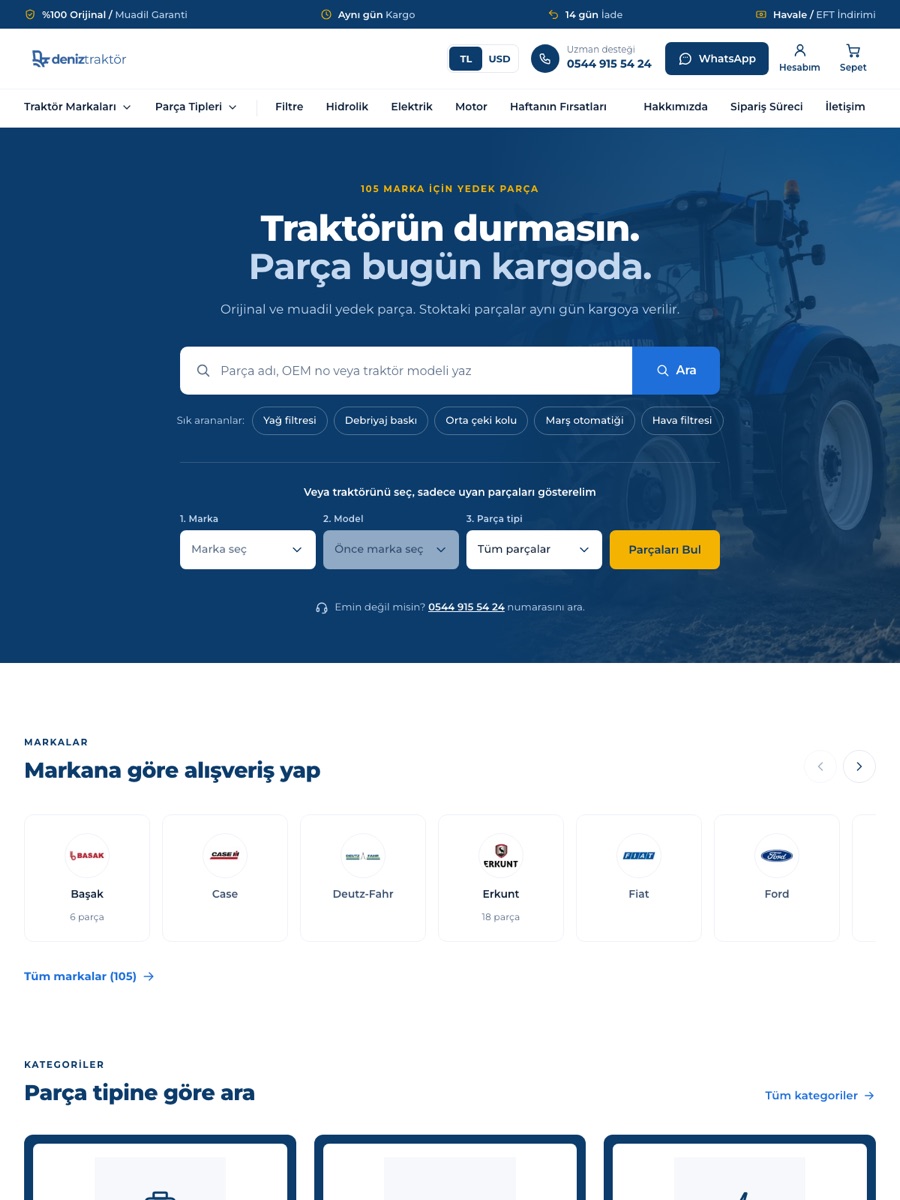 %100 Orijinal / Muadil Garanti
Aynı gün Kargo
14 gün İade
Havale / EFT İndirimi
deniztraktör
TL
USD
Uzman desteği
0544 915 54 24
WhatsApp
Hesabım
Sepet
Traktör Markaları
Parça Tipleri
Filtre
Hidrolik
Elektrik
Motor
Haftanın Fırsatları
Hakkımızda
Sipariş Süreci
İletişim
105 MARKA İÇİN YEDEK PARÇA
Traktörün durmasın.
Parça bugün kargoda.
Orijinal ve muadil yedek parça. Stoktaki parçalar aynı gün kargoya verilir.
Parça adı, OEM no veya traktör modeli yaz
Ara
Sık arananlar:
Yağ filtresi
Debriyaj baskı
Orta çeki kolu
Marş otomatiği
Hava filtresi
Veya traktörünü seç, sadece uyan parçaları gösterelim
1. Marka
2. Model
3. Parça tipi
Marka seç
Önce marka seç
Tüm parçalar
Parçaları Bul
Emin değil misin? 0544 915 54 24 numarasını ara.
MARKALAR
Markana göre alışveriş yap
BASAK
CASE IH
DEUTZ FAHR
ERKUNT
FIAT
Ford
Başak
Case
Deutz-Fahr
Erkunt
Fiat
Ford
6 parça
18 parça
Tüm markalar (105)
KATEGORİLER
Parça tipine göre ara
Tüm kategoriler